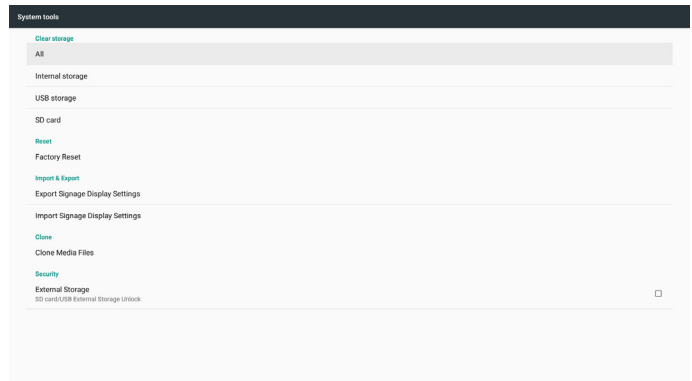 System tools
Clear storage
All
Internal storage
USB storage
SD card
Reset
Factory Reset
Import & Export
Export Signage Display Settings
Import Signage Display Settings
Clone
Clone Media Files
Security
External Storage
SD card/USB External Storage Unlock